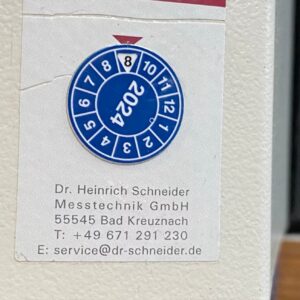 8
10
11
12
1
2
3
4
5
6
7
8
2024
Dr. Heinrich Schneider
Messtechnik GmbH
55545 Bad Kreuznach
T: +49 671 291 230
E: service@dr-schneider.de